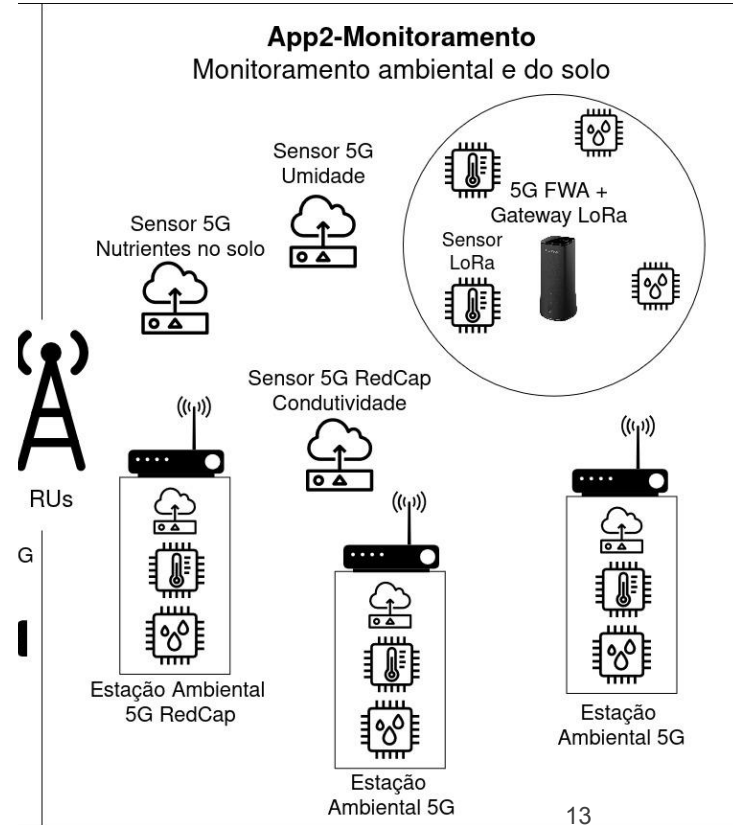 App2-Monitoramento
Monitoramento ambiental e do solo
Sensor 5G
Umidade
5G FWA +
Gateway LoRa
Sensor 5G
Nutrientes no solo
Sensor
LoRa
Sensor 5G RedCap
Condutividade
RUs
G
Estação Ambiental
5G RedCap
Estação
Ambiental 5G
Estação
Ambiental 5G
13